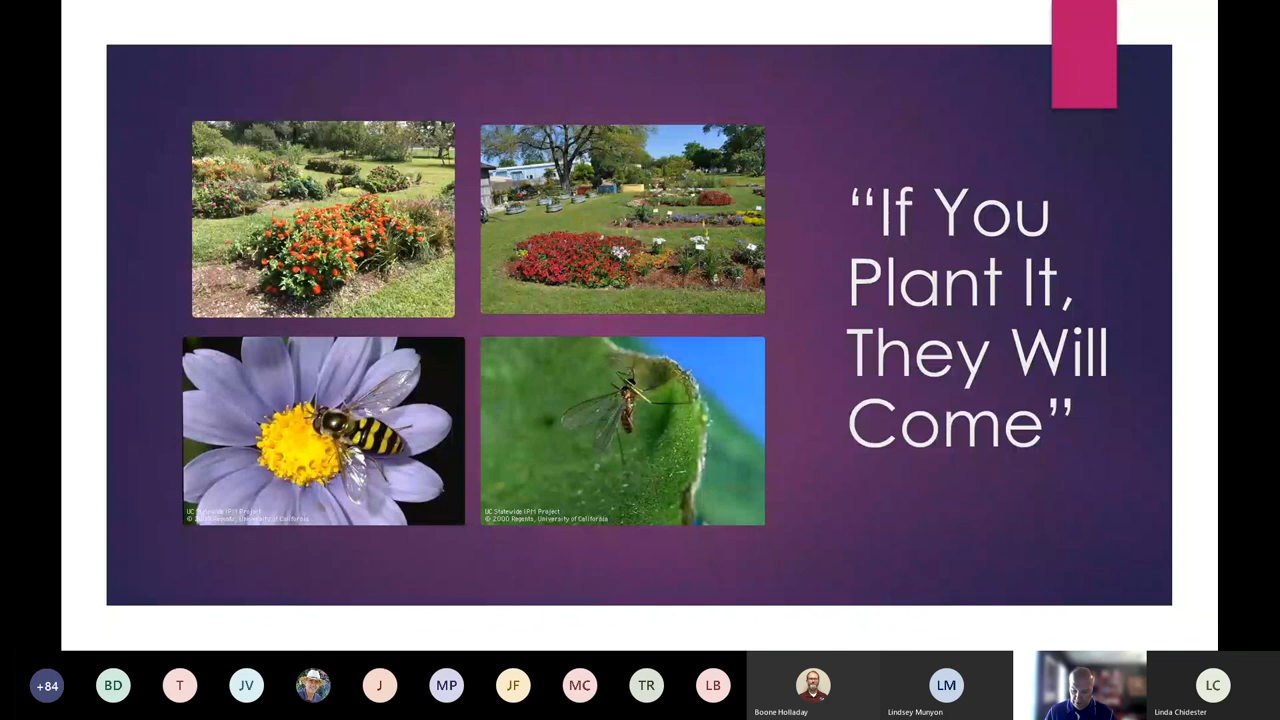 “If You
Plant It,
They Will
Come”
UC Statewide IPM Project
© 2000 Regents, University of California
UC Statewide IPM Project
© 2000 Regents, University of California
+84
BD
T
JV
J
MP
JF
MC
TR
LB
Boone Holladay
LM
Lindsey Munyon
LC
Linda Chidester